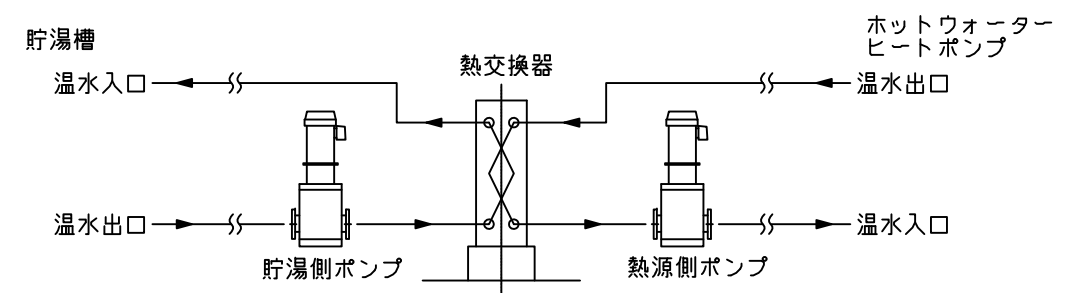 ホットウォーター
ヒートポンプ
貯湯槽
熱交換器
温水入口
温水出口
温水出口
温水入口
貯湯側ポンプ
熱源側ポンプ